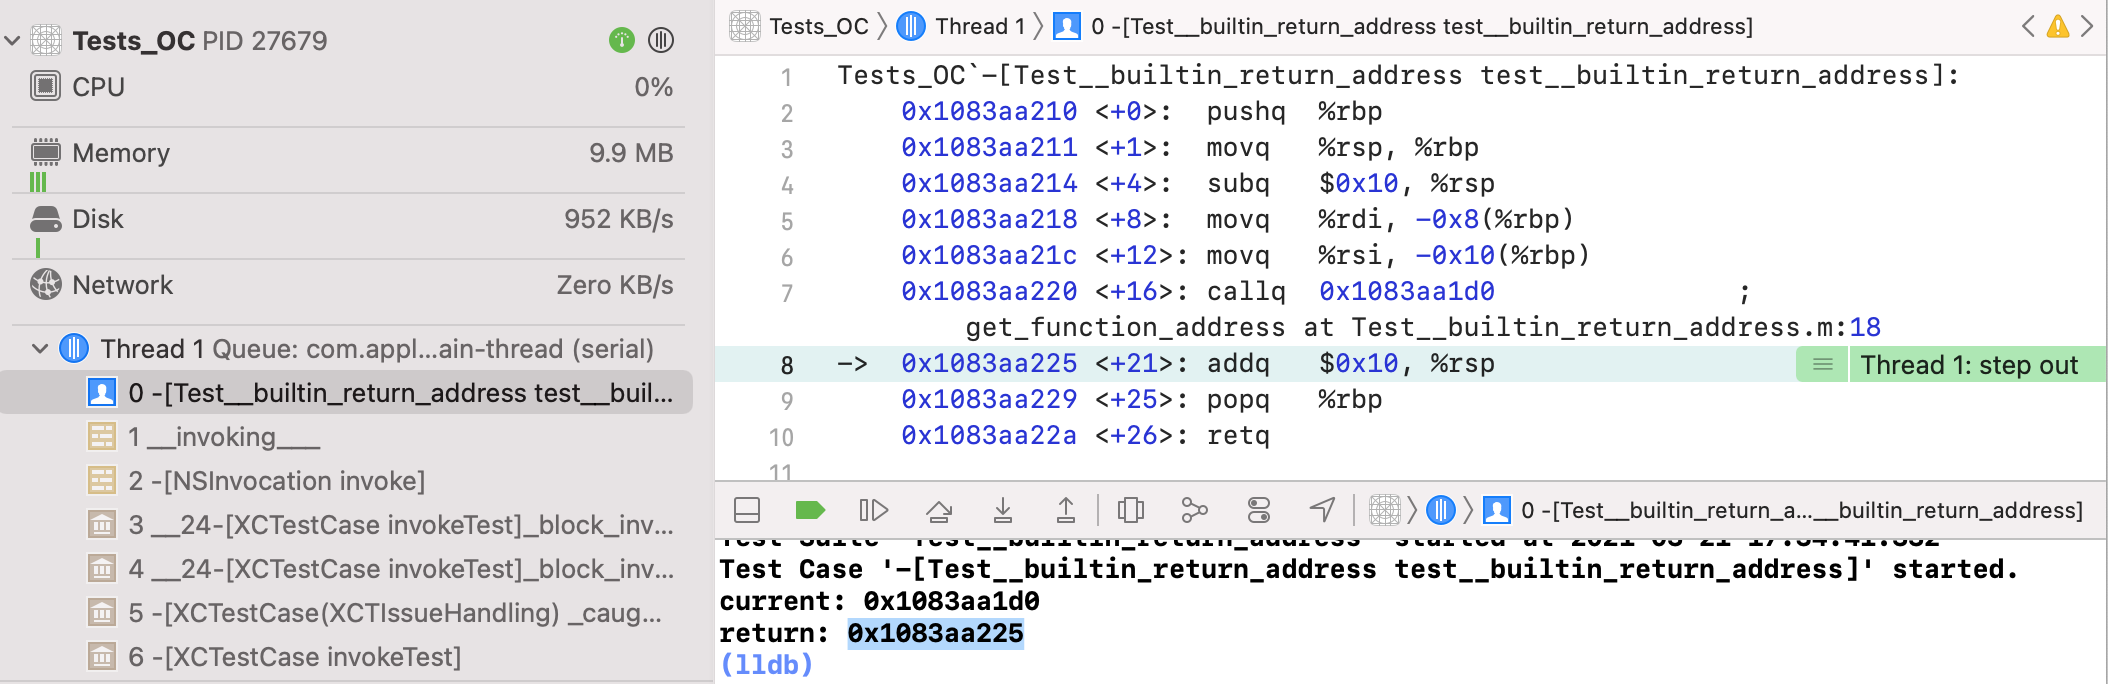 Tests_OC PID 27679
CPU 0%
Memory 9.9 MB
Disk 952 KB/s
Network Zero KB/s
Thread 1 Queue: com.appl...ain-thread (serial)
0 -[Test__builtin_return_address test__buil...
1 __invoking___
2 -[NSInvocation invoke]
3 __24-[XCTestCase invokeTest]_block_inv...
4 __24-[XCTestCase invokeTest]_block_inv...
5 -[XCTestCase(XCTIssueHandling) _caug...
6 -[XCTestCase invokeTest]
Tests_OC Thread 1 0 -[Test__builtin_return_address test__builtin_return_address]
1 Tests_OC`-[Test__builtin_return_address test__builtin_return_address]:
2 0x1083aa210 <+0>: pushq %rbp
3 0x1083aa211 <+1>: movq %rsp, %rbp
4 0x1083aa214 <+4>: subq $0x10, %rsp
5 0x1083aa218 <+8>: movq %rdi, -0x8(%rbp)
6 0x1083aa21c <+12>: movq %rsi, -0x10(%rbp)
7 0x1083aa220 <+16>: callq 0x1083aa1d0 ;
get_function_address at Test__builtin_return_address.m:18
8 -> 0x1083aa225 <+21>: addq $0x10, %rsp Thread 1: step out
9 0x1083aa229 <+25>: popq %rbp
10 0x1083aa22a <+26>: retq
11
0 -[Test__builtin_return_a...__builtin_return_address]
Test Suite 'Test__builtin_return_address' started at 2021
Test Case '-[Test__builtin_return_address test__builtin_return_address]' started.
current: 0x1083aa1d0
return: 0x1083aa225
(lldb)